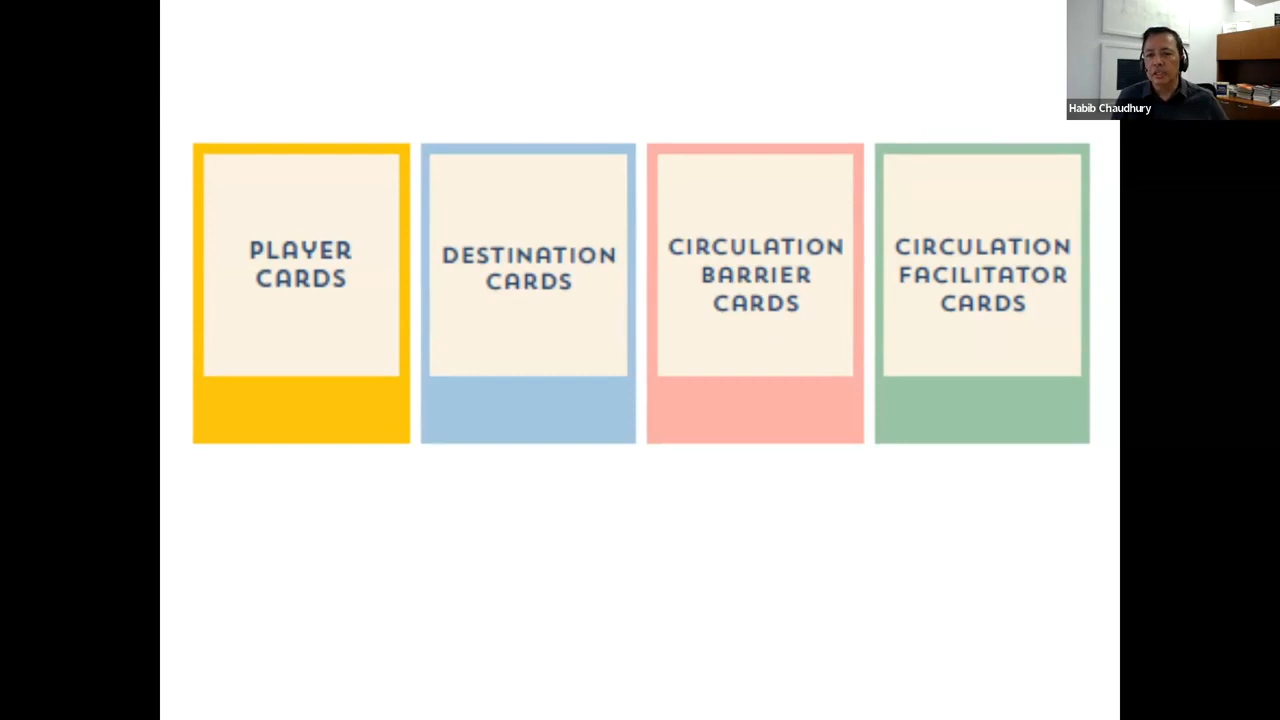 Habib Chaudhury
PLAYER
CARDS
DESTINATION
CARDS
CIRCULATION
BARRIER
CARDS
CIRCULATION
FACILITATOR
CARDS